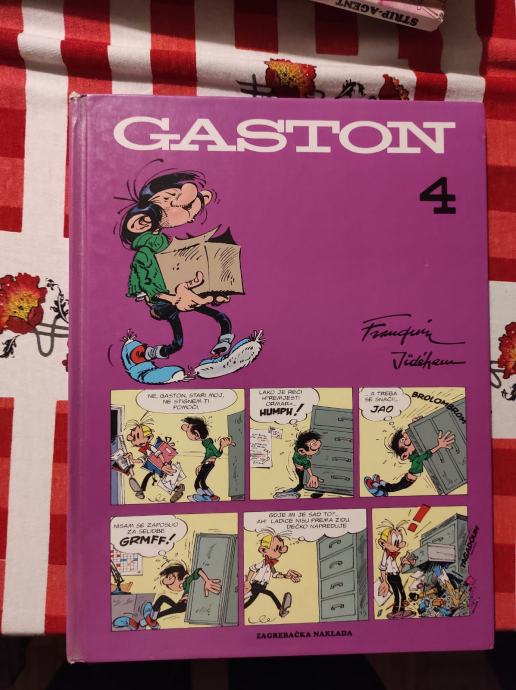 STRIP-AGENT
GASTON
4
Franquin
Jidéhem
NE, GASTON, STARI MOJ,
NE STIGNEM TI
POMOĆI.
LAKO JE REĆI
»PREMJESTI
ORMAR«...
HUMPH!
...A TREBA
SE SNAĆI!..
JAO
BROLOMBROM
NISAM SE ZAPOSLIO
ZA SELIDBE
GRMFF!
GDJE MI JE SAD TO?...
AH! LADICE NISU PREMA ZIDU.
DEČKO NAPREDUJE
!
ZAGREBAČKA NAKLADA